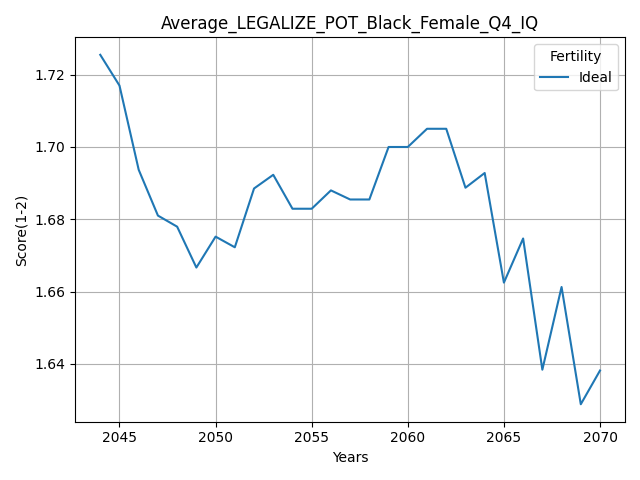 Average_LEGALIZE_POT_Black_Female_Q4_IQ
Fertility
Ideal
Score(1-2)
1.72
1.70
1.68
1.66
1.64
2045 2050 2055 2060 2065 2070
Years